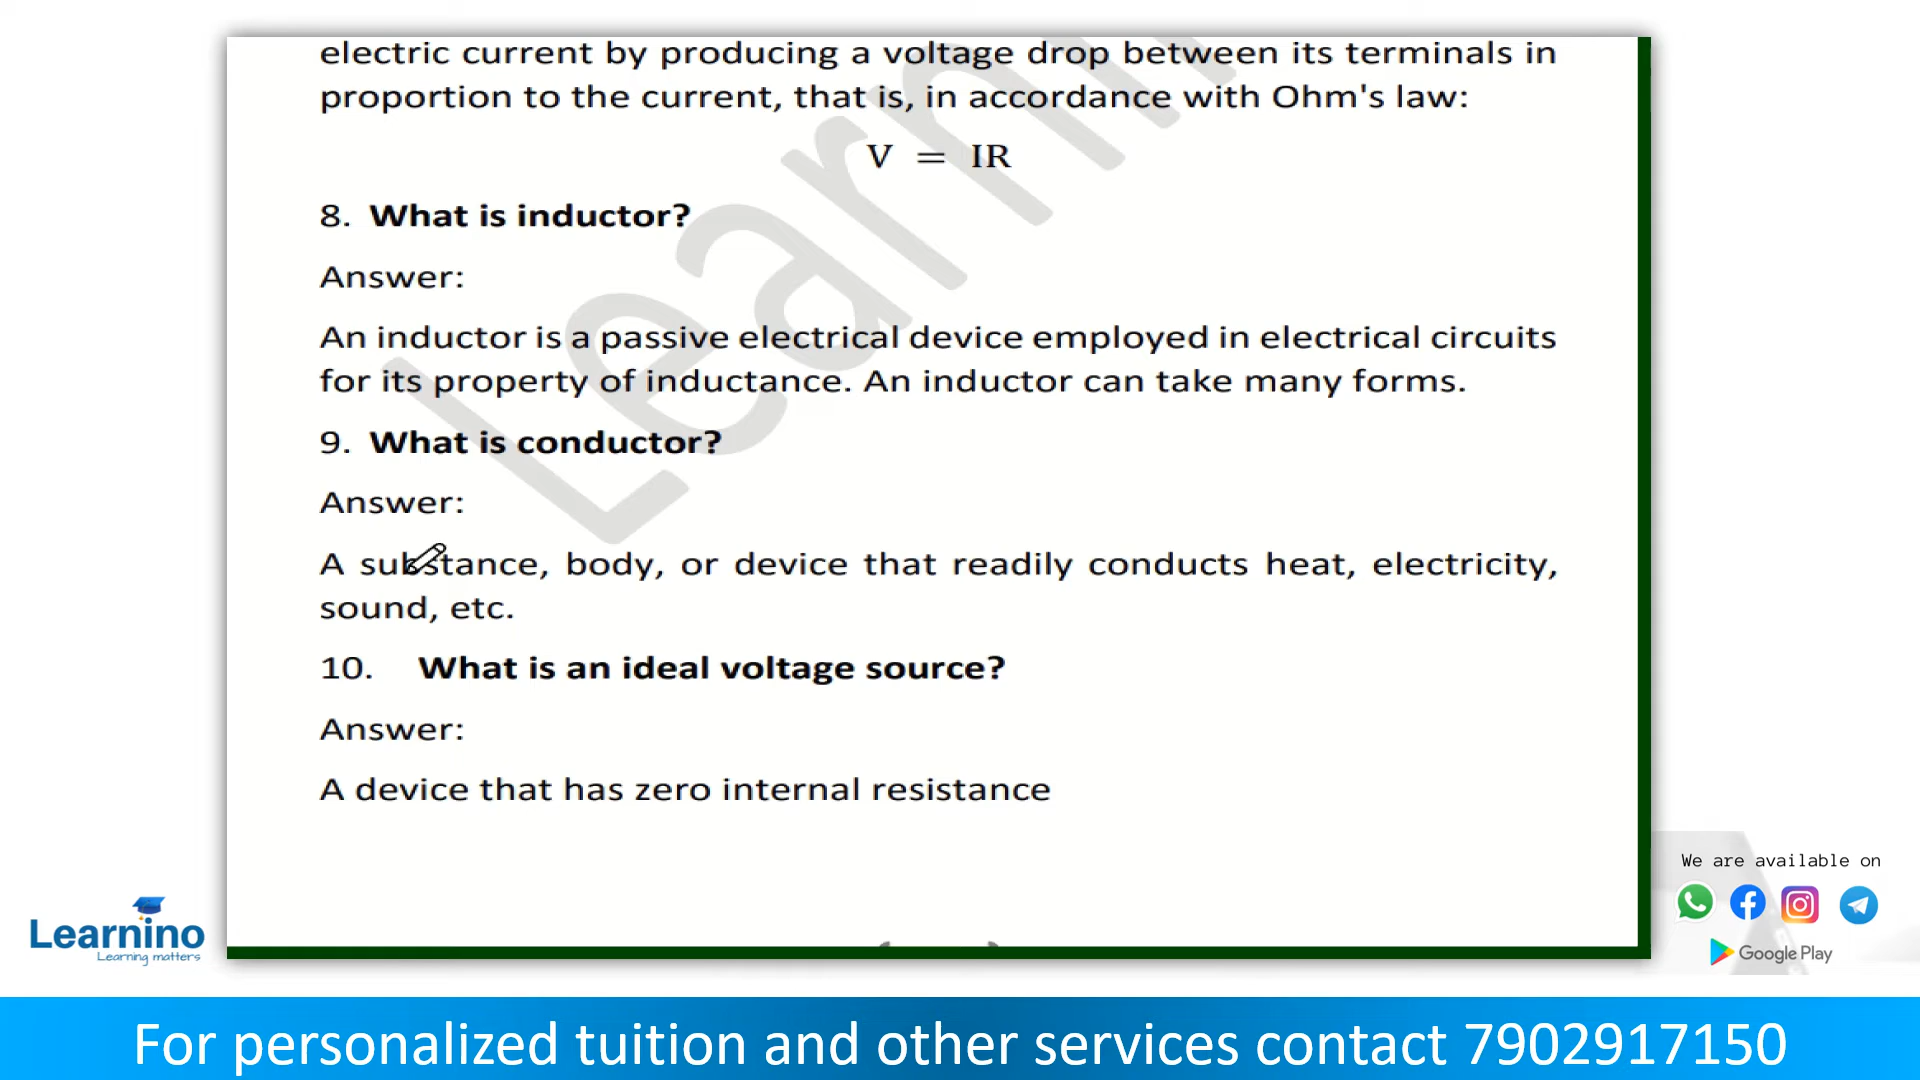 electric current by producing a voltage drop between its terminals in
proportion to the current, that is, in accordance with Ohm's law:
V = IR
8. What is inductor?
Answer:
An inductor is a passive electrical device employed in electrical circuits
for its property of inductance. An inductor can take many forms.
9. What is conductor?
Answer:
A substance, body, or device that readily conducts heat, electricity,
sound, etc.
10. What is an ideal voltage source?
Answer:
A device that has zero internal resistance
Learn
We are available on
Google Play
Learnino
Learning matters
For personalized tuition and other services contact 7902917150